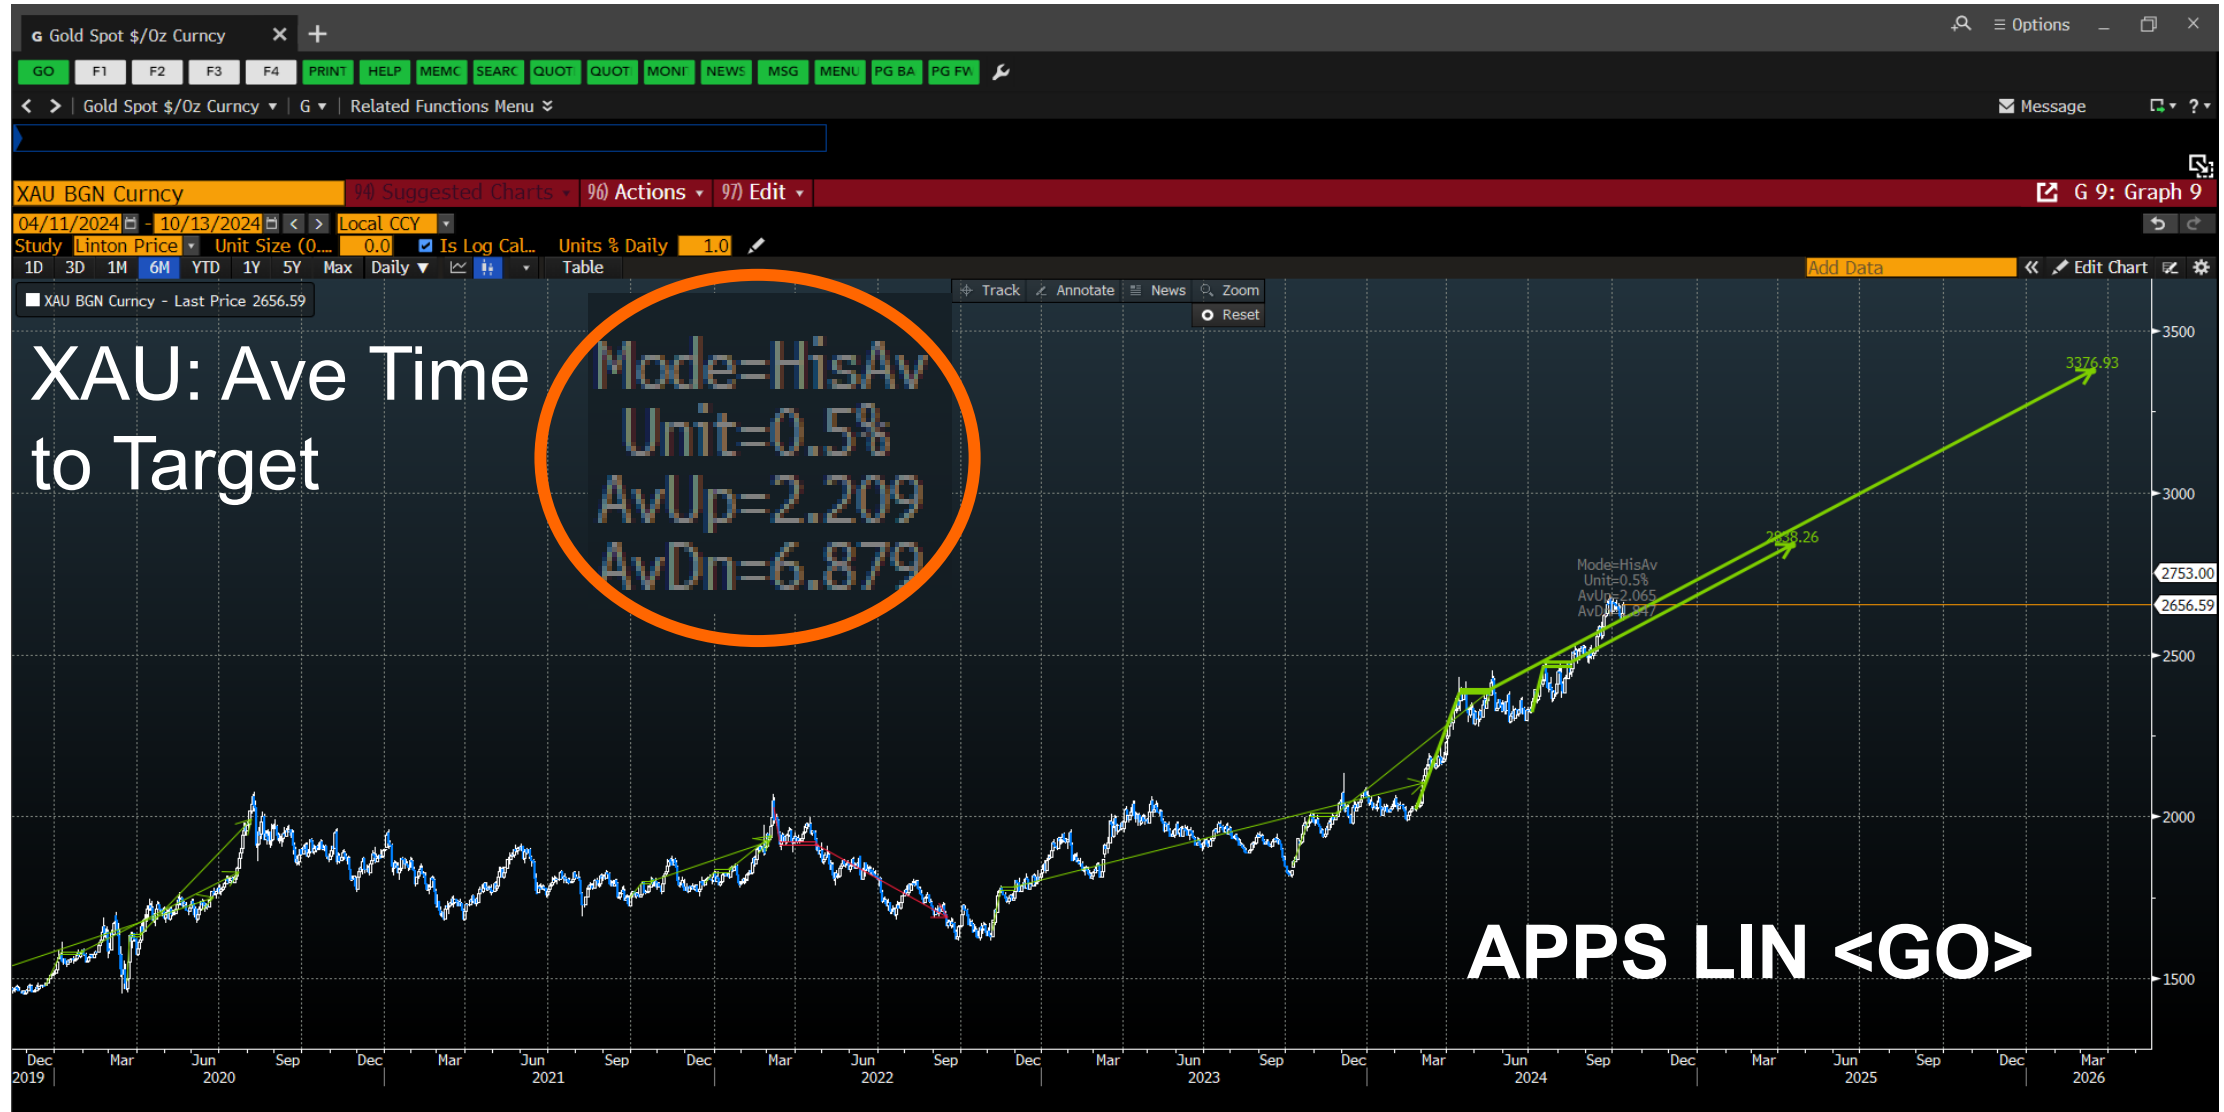 G Gold Spot $/Oz Curncy × +
Options
GO F1 F2 F3 F4 PRINT HELP MEMC SEARC QUOT QUOT MONI NEWS MSG MENU PG BA PG FW
< > Gold Spot $/Oz Curncy ▾ G ▾ Related Functions Menu
Message ? ▾
XAU BGN Curncy 94) Suggested Charts 96) Actions 97) Edit
G 9: Graph 9
04/11/2024 - 10/13/2024 < > Local CCY
Study Linton Price Unit Size (0.... 0.0 Is Log Cal... Units % Daily 1.0
1D 3D 1M 6M YTD 1Y 5Y Max Daily ▼ Table
Add Data « Edit Chart
Track Annotate News Zoom
Reset
XAU BGN Curncy - Last Price 2656.59
XAU: Ave Time
to Target
Mode=HisAv
Unit=0.5%
AvUp=2.209
AvDn=6.879
3376.93
2838.26
Mode=HisAv
Unit=0.5%
AvUp=2.065
3500
3000
2753.00
2656.59
2500
2000
1500
APPS LIN <GO>
Dec Mar Jun Sep Dec Mar Jun Sep Dec Mar Jun Sep Dec Mar Jun Sep Dec Mar Jun Sep Dec Mar Jun Sep Dec Mar
2019 2020 2021 2022 2023 2024 2025 2026